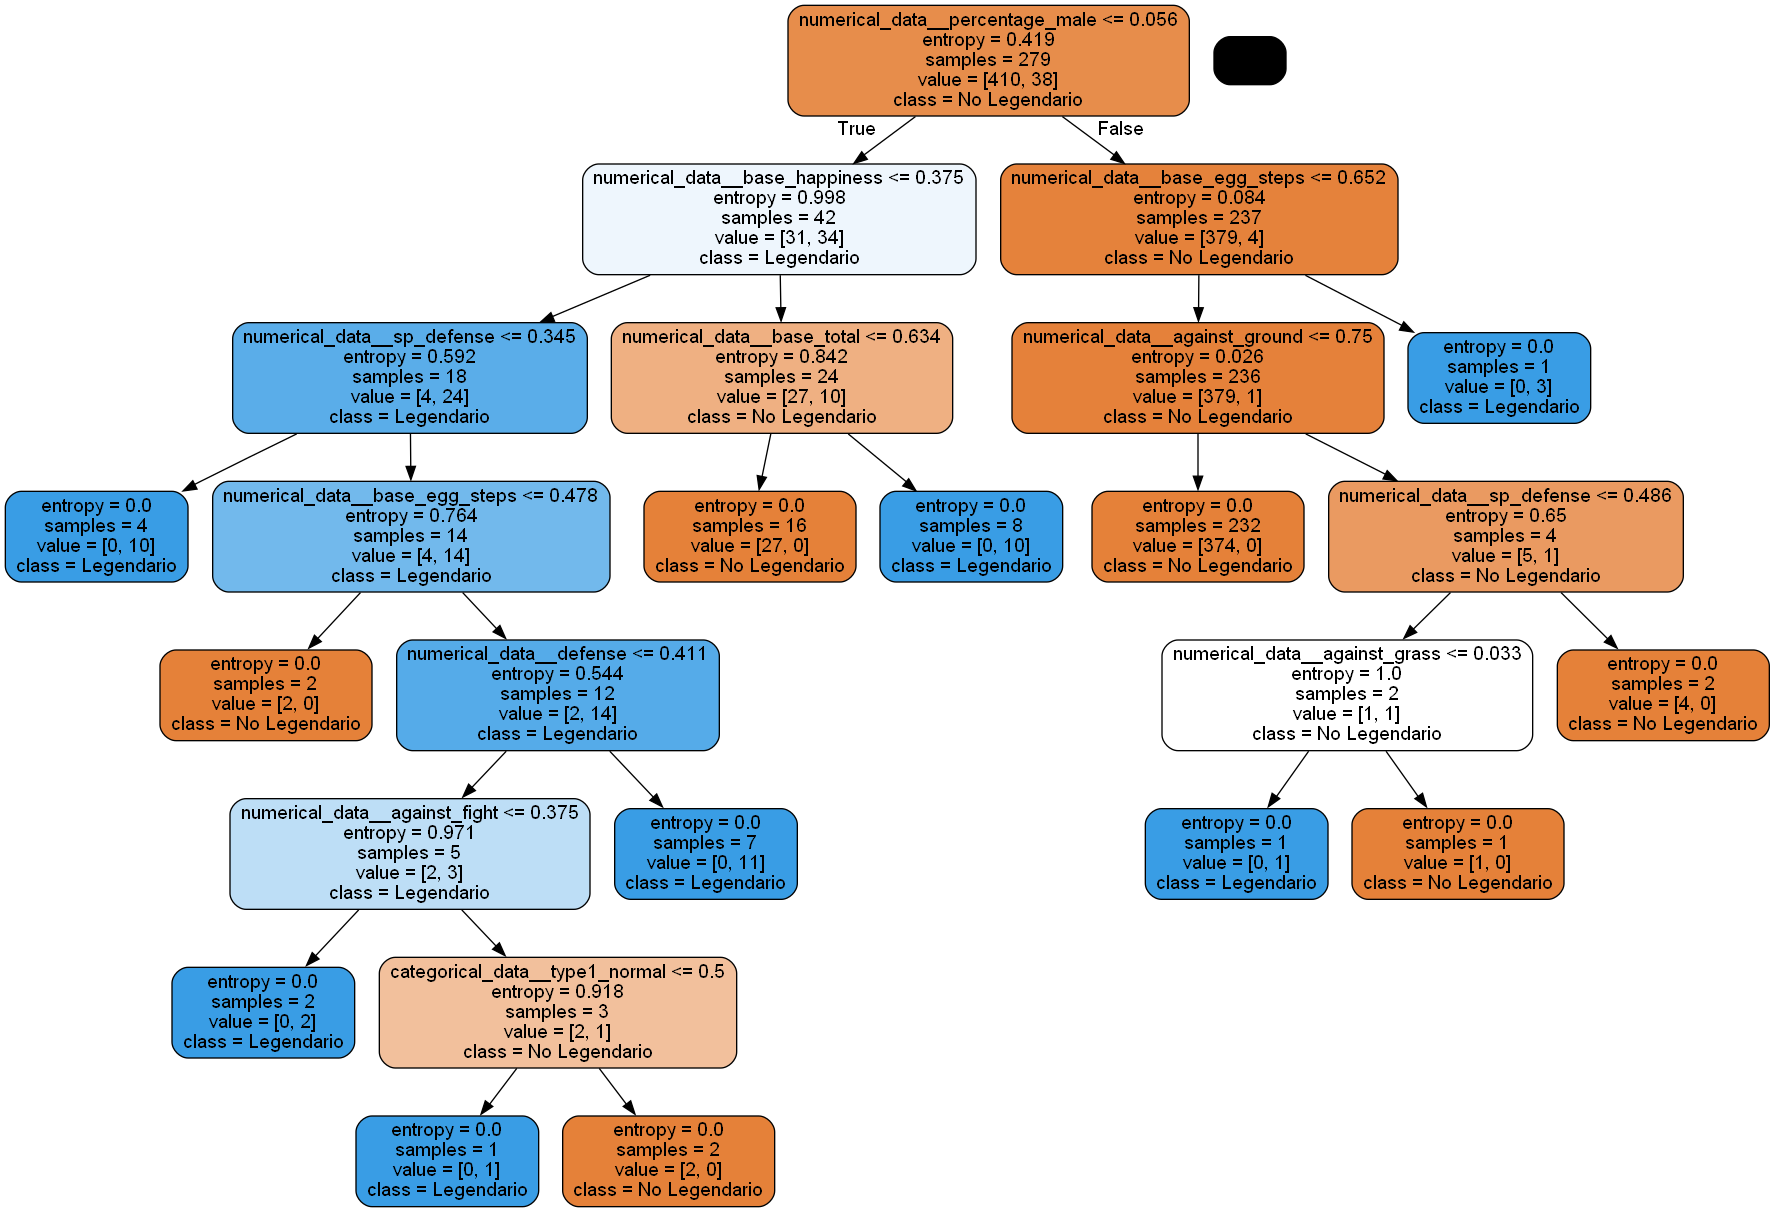 numerical_data__percentage_male <= 0.056
entropy = 0.419
samples = 279
value = [410, 38]
class = No Legendario
True
False
numerical_data__base_happiness <= 0.375
entropy = 0.998
samples = 42
value = [31, 34]
class = Legendario
numerical_data__base_egg_steps <= 0.652
entropy = 0.084
samples = 237
value = [379, 4]
class = No Legendario
numerical_data__sp_defense <= 0.345
entropy = 0.592
samples = 18
value = [4, 24]
class = Legendario
numerical_data__base_total <= 0.634
entropy = 0.842
samples = 24
value = [27, 10]
class = No Legendario
numerical_data__against_ground <= 0.75
entropy = 0.026
samples = 236
value = [379, 1]
class = No Legendario
entropy = 0.0
samples = 1
value = [0, 3]
class = Legendario
entropy = 0.0
samples = 4
value = [0, 10]
class = Legendario
numerical_data__base_egg_steps <= 0.478
entropy = 0.764
samples = 14
value = [4, 14]
class = Legendario
entropy = 0.0
samples = 16
value = [27, 0]
class = No Legendario
entropy = 0.0
samples = 8
value = [0, 10]
class = Legendario
entropy = 0.0
samples = 232
value = [374, 0]
class = No Legendario
numerical_data__sp_defense <= 0.486
entropy = 0.65
samples = 4
value = [5, 1]
class = No Legendario
entropy = 0.0
samples = 2
value = [2, 0]
class = No Legendario
numerical_data__defense <= 0.411
entropy = 0.544
samples = 12
value = [2, 14]
class = Legendario
numerical_data__against_grass <= 0.033
entropy = 1.0
samples = 2
value = [1, 1]
class = No Legendario
entropy = 0.0
samples = 2
value = [4, 0]
class = No Legendario
numerical_data__against_fight <= 0.375
entropy = 0.971
samples = 5
value = [2, 3]
class = Legendario
entropy = 0.0
samples = 7
value = [0, 11]
class = Legendario
entropy = 0.0
samples = 1
value = [0, 1]
class = Legendario
entropy = 0.0
samples = 1
value = [1, 0]
class = No Legendario
entropy = 0.0
samples = 2
value = [0, 2]
class = Legendario
categorical_data__type1_normal <= 0.5
entropy = 0.918
samples = 3
value = [2, 1]
class = No Legendario
entropy = 0.0
samples = 1
value = [0, 1]
class = Legendario
entropy = 0.0
samples = 2
value = [2, 0]
class = No Legendario